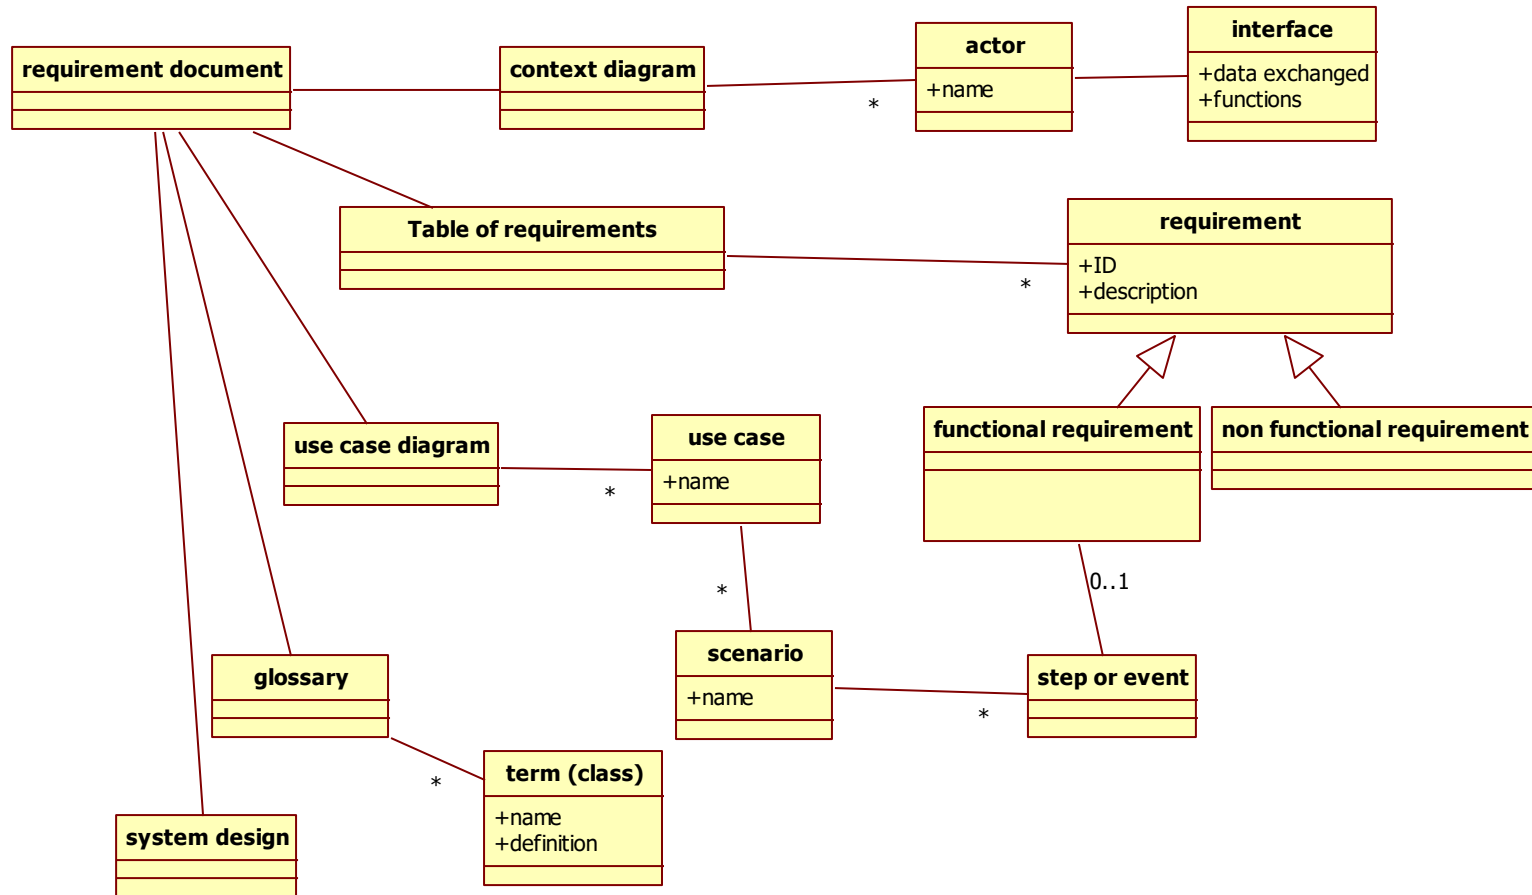 requirement document
context diagram
*
actor
+name
interface
+data exchanged
+functions
Table of requirements
*
requirement
+ID
+description
use case diagram
*
use case
+name
functional requirement
non functional requirement
0..1
*
glossary
scenario
+name
*
step or event
*
term (class)
+name
+definition
system design